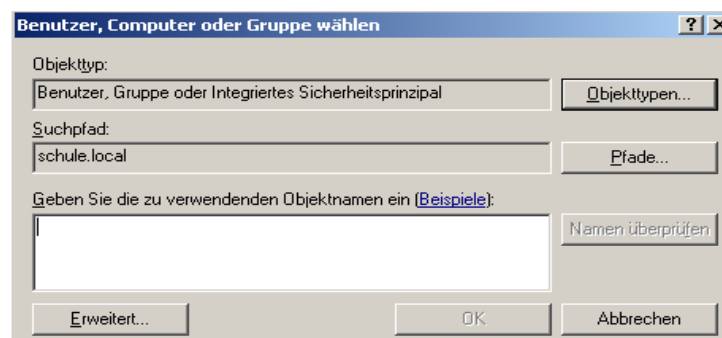 Benutzer, Computer oder Gruppe wählen
Objekttyp:
Benutzer, Gruppe oder Integriertes Sicherheitsprinzipal
Objekttypen...
Suchpfad:
schule.local
Pfade...
Geben Sie die zu verwendenden Objektnamen ein (Beispiele):
Namen überprüfen
Erweitert...
OK
Abbrechen